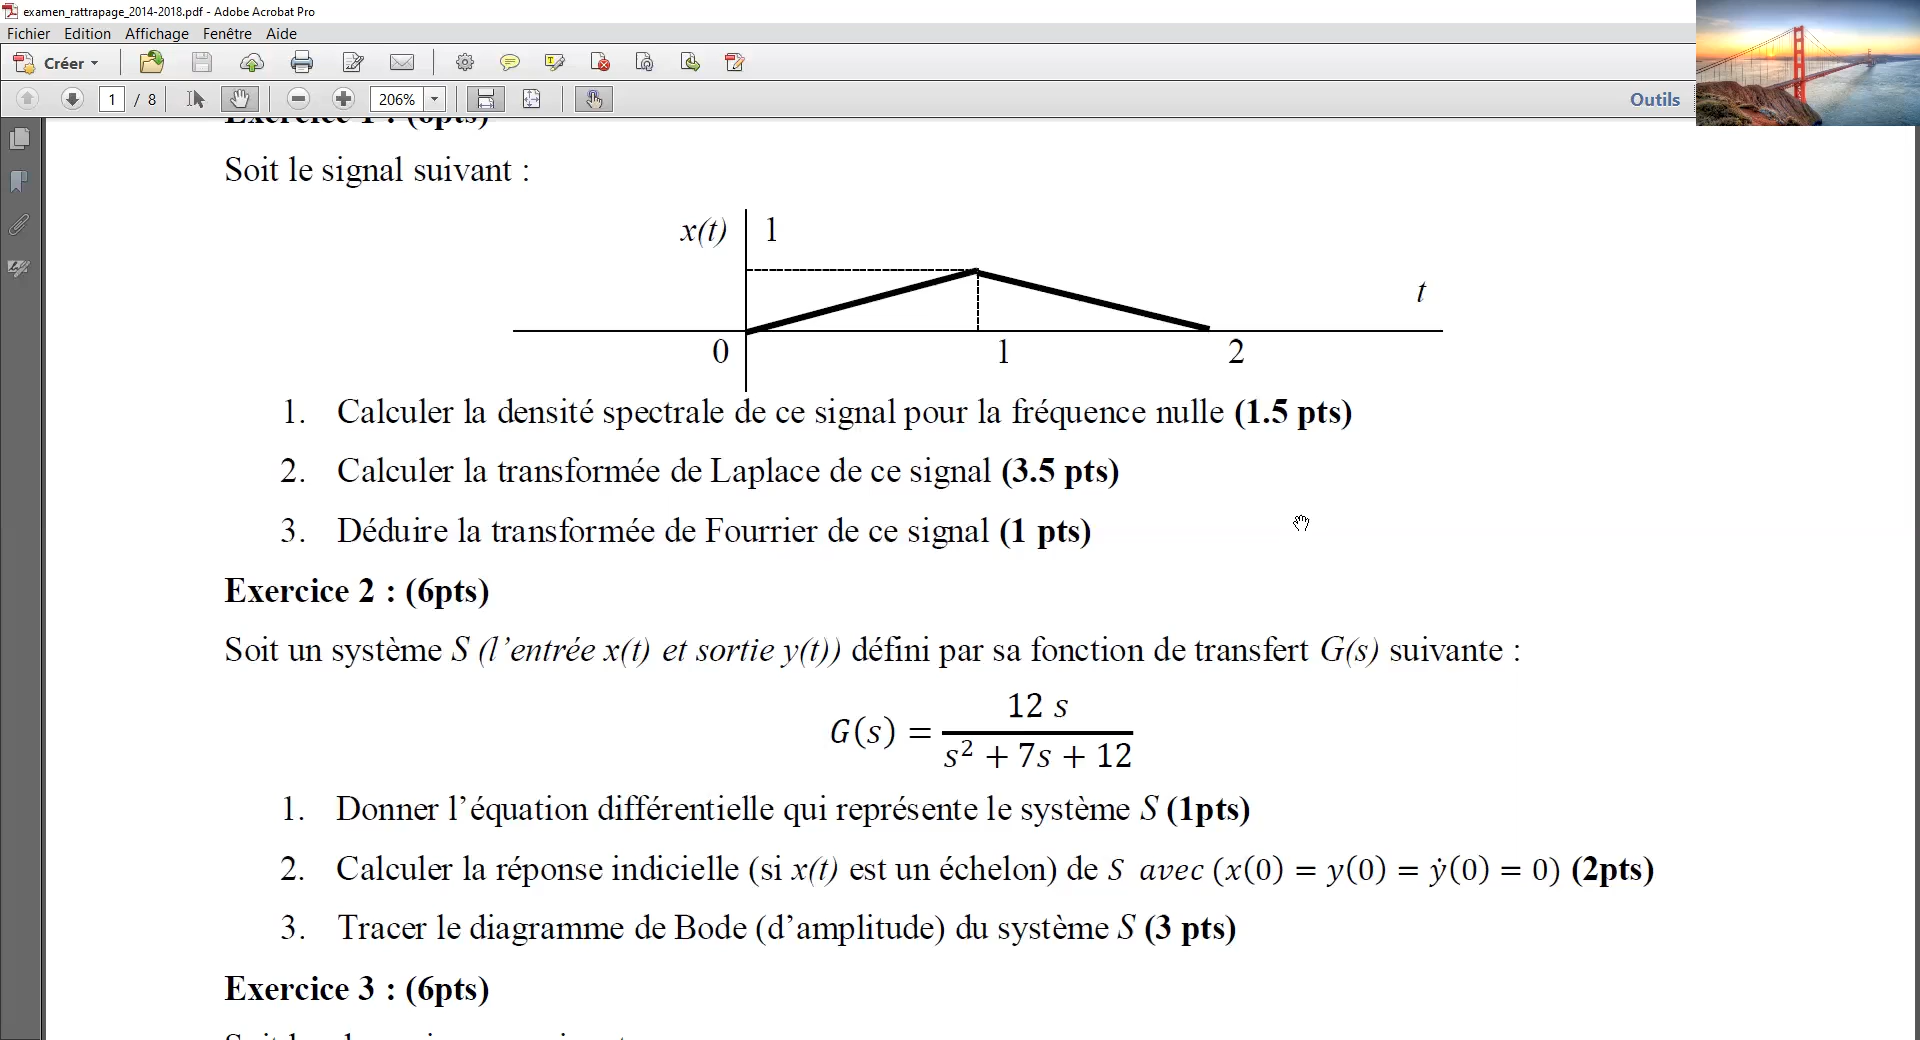 examen_rattrapage_2014-2018.pdf - Adobe Acrobat Pro
Fichier Edition Affichage Fenêtre Aide
Créer
1 / 8 206% Outils
Exercice 1 : (6pts)
Soit le signal suivant :
x(t) 1
t
0 1 2
1. Calculer la densité spectrale de ce signal pour la fréquence nulle (1.5 pts)
2. Calculer la transformée de Laplace de ce signal (3.5 pts)
3. Déduire la transformée de Fourrier de ce signal (1 pts)
Exercice 2 : (6pts)
Soit un système S (l’entrée x(t) et sortie y(t)) défini par sa fonction de transfert G(s) suivante :
G(s) = 12 s / s² + 7s + 12
1. Donner l’équation différentielle qui représente le système S (1pts)
2. Calculer la réponse indicielle (si x(t) est un échelon) de S avec (x(0) = y(0) = ẏ(0) = 0) (2pts)
3. Tracer le diagramme de Bode (d’amplitude) du système S (3 pts)
Exercice 3 : (6pts)